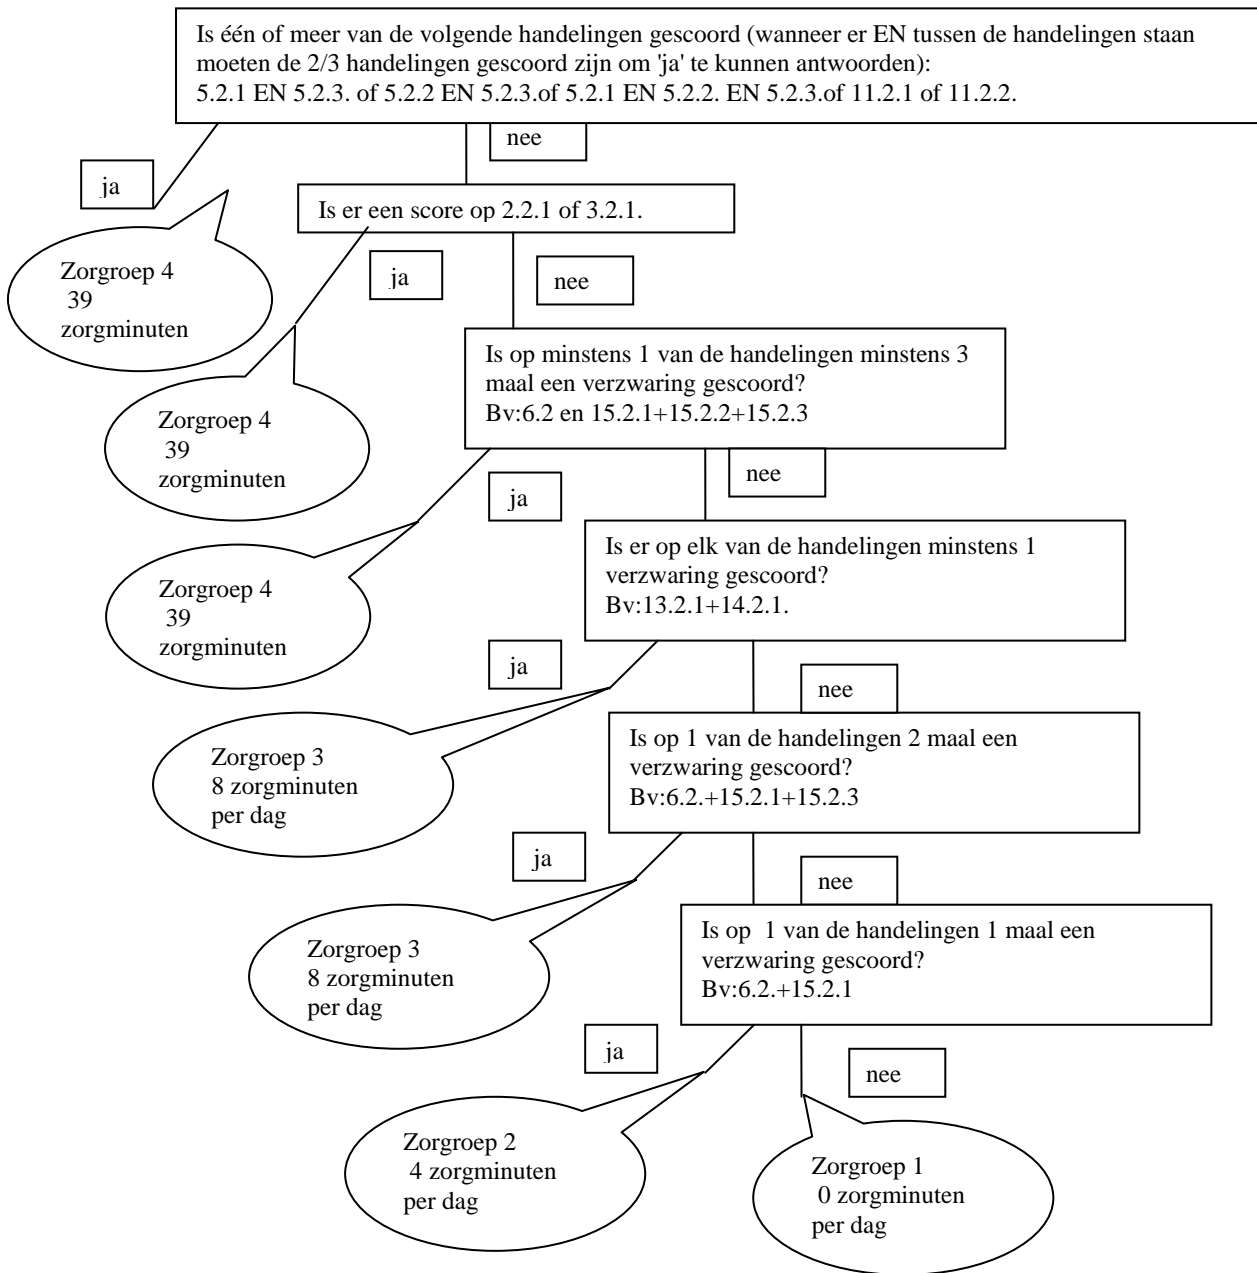 Is één of meer van de volgende handelingen gescoord (wanneer er EN tussen de handelingen staan
moeten de 2/3 handelingen gescoord zijn om 'ja' te kunnen antwoorden):
5.2.1 EN 5.2.3. of 5.2.2 EN 5.2.3.of 5.2.1 EN 5.2.2. EN 5.2.3.of 11.2.1 of 11.2.2.
nee
ja
Is er een score op 2.2.1 of 3.2.1.
Zorgroep 4
39
zorgminuten
ja
nee
Is op minstens 1 van de handelingen minstens 3
maal een verzwaring gescoord?
Bv:6.2 en 15.2.1+15.2.2+15.2.3
Zorgroep 4
39
zorgminuten
nee
ja
Is er op elk van de handelingen minstens 1
verzwaring gescoord?
Bv:13.2.1+14.2.1.
Zorgroep 4
39
zorgminuten
ja
nee
Is op 1 van de handelingen 2 maal een
verzwaring gescoord?
Bv:6.2.+15.2.1+15.2.3
Zorgroep 3
8 zorgminuten
per dag
ja
nee
Is op  1 van de handelingen 1 maal een
verzwaring gescoord?
Bv:6.2.+15.2.1
Zorgroep 3
8 zorgminuten
per dag
ja
nee
Zorgroep 2
4 zorgminuten
per dag
Zorgroep 1
0 zorgminuten
per dag